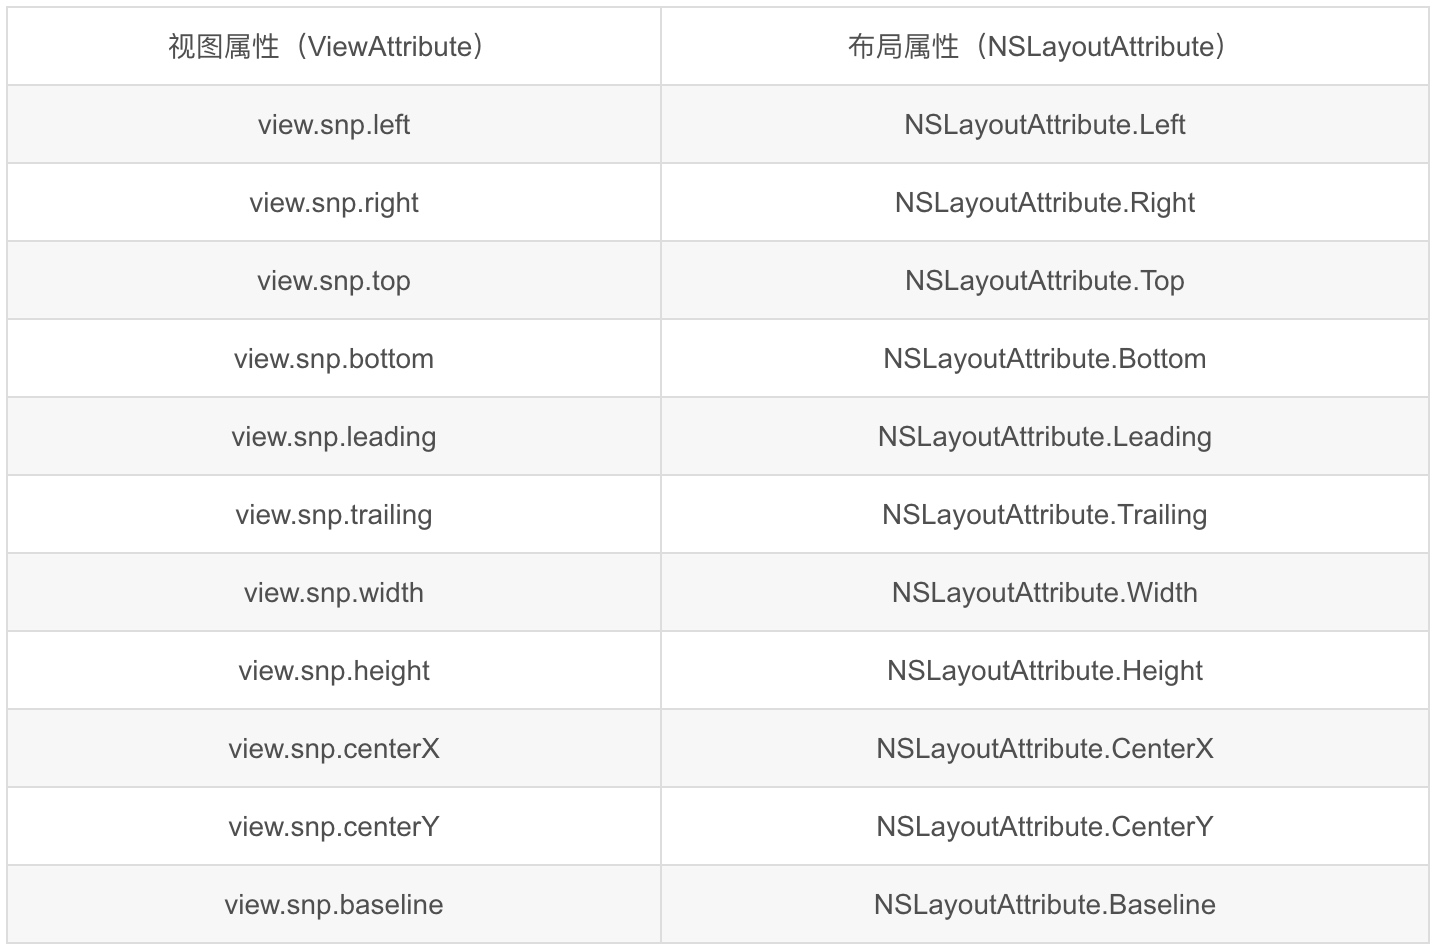 视图属性（ViewAttribute） 布局属性（NSLayoutAttribute）
view.snp.left NSLayoutAttribute.Left
view.snp.right NSLayoutAttribute.Right
view.snp.top NSLayoutAttribute.Top
view.snp.bottom NSLayoutAttribute.Bottom
view.snp.leading NSLayoutAttribute.Leading
view.snp.trailing NSLayoutAttribute.Trailing
view.snp.width NSLayoutAttribute.Width
view.snp.height NSLayoutAttribute.Height
view.snp.centerX NSLayoutAttribute.CenterX
view.snp.centerY NSLayoutAttribute.CenterY
view.snp.baseline NSLayoutAttribute.Baseline